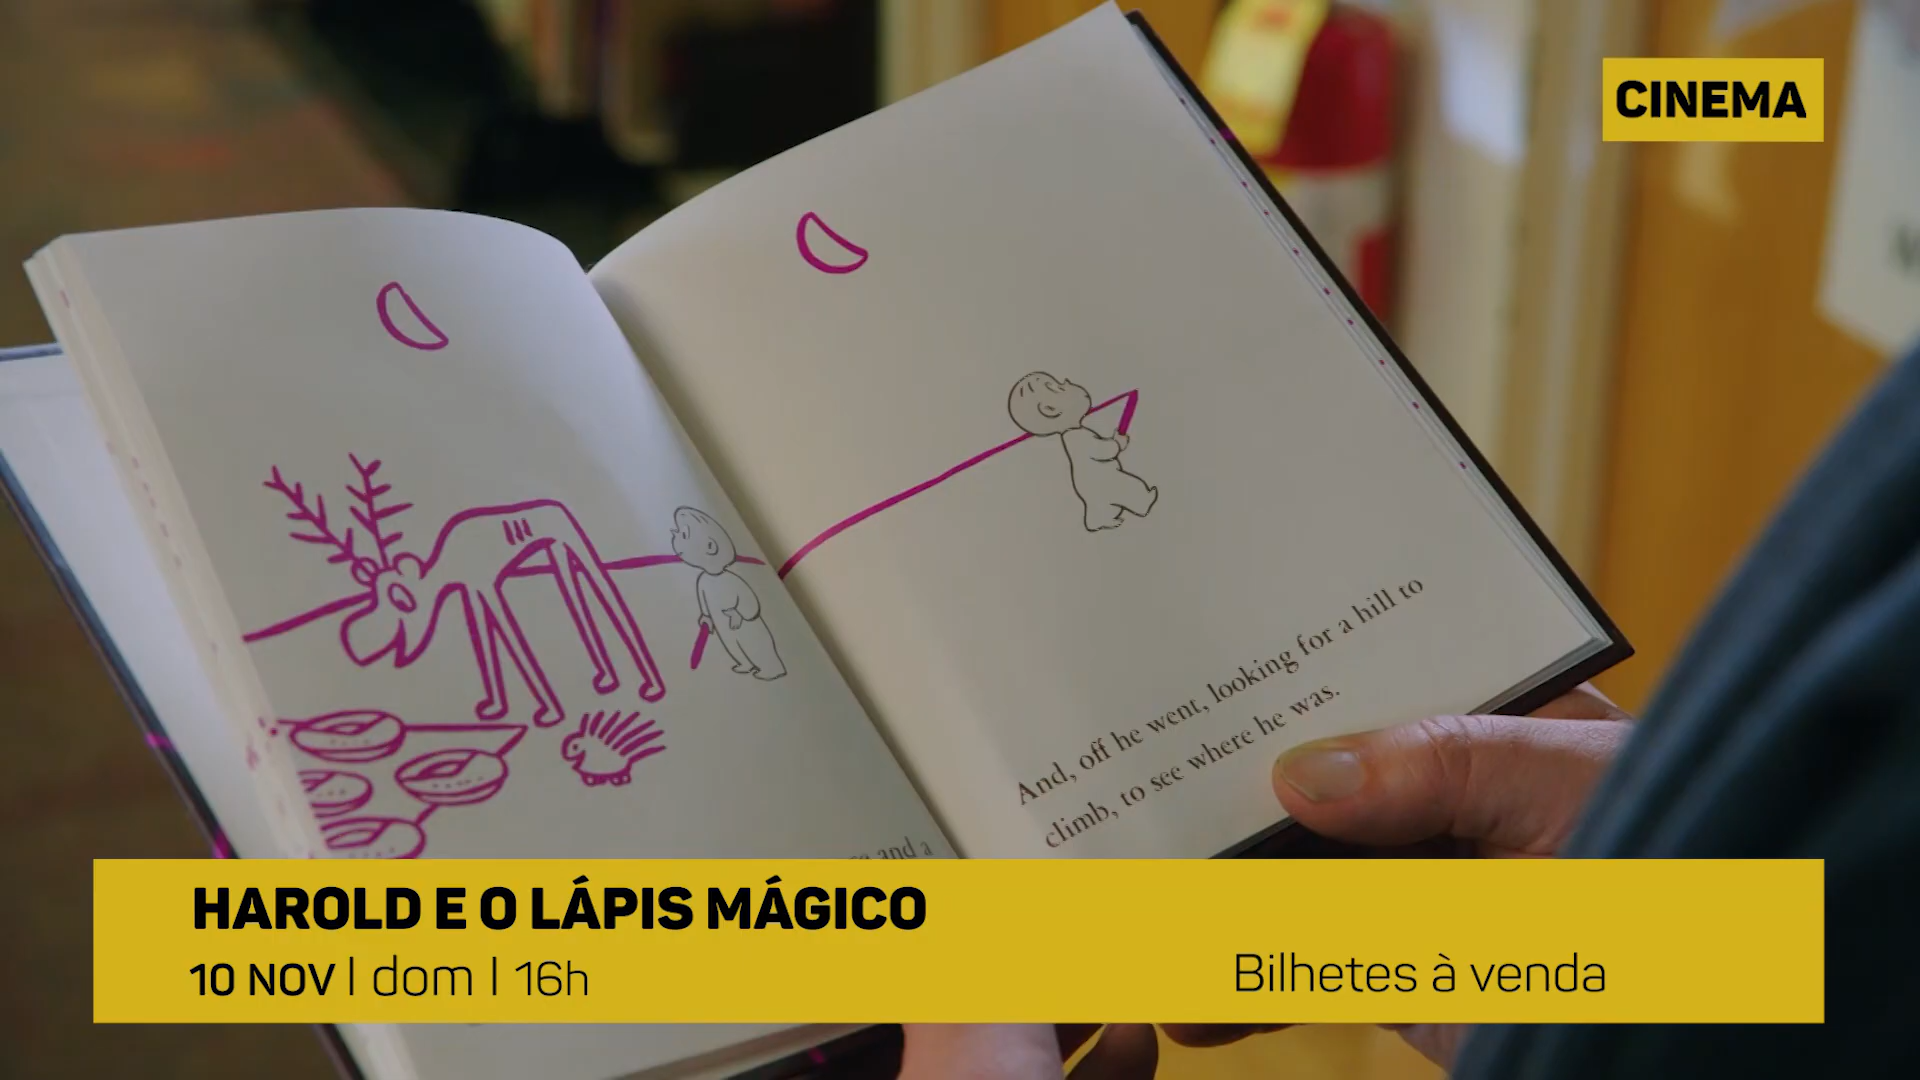 CINEMA
And, off he went, looking for a hill to
climb, to see where he was.
and a
HAROLD E O LÁPIS MÁGICO
10 NOV | dom | 16h
Bilhetes à venda